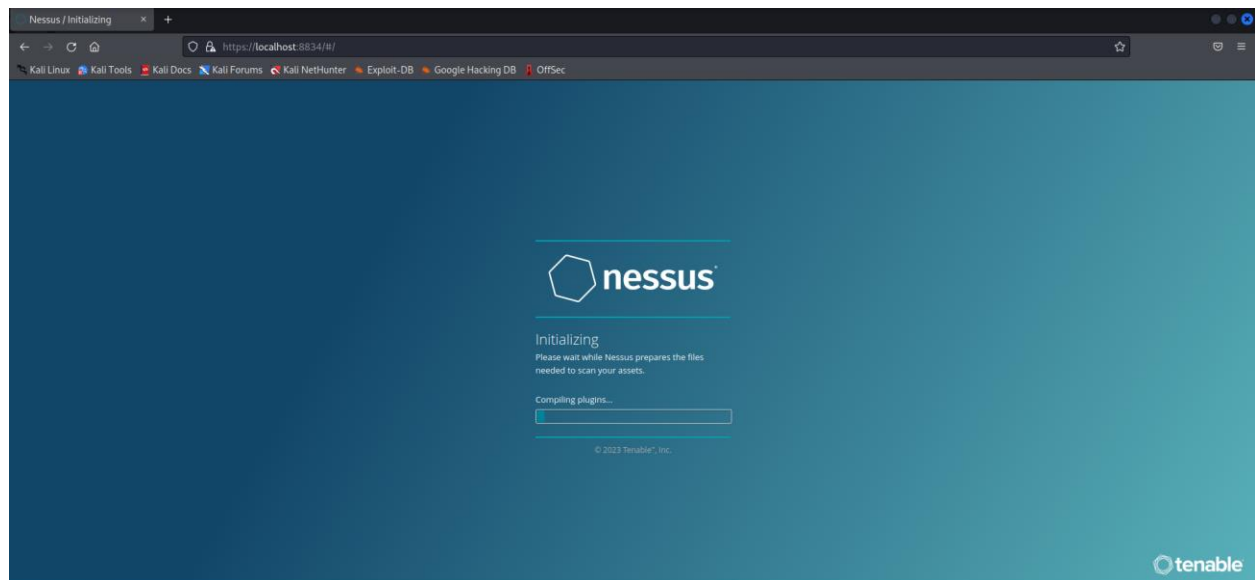 Nessus / Initializing
https://localhost:8834/#/
Kali Linux Kali Tools Kali Docs Kali Forums Kali NetHunter Exploit-DB Google Hacking DB OffSec
nessus
Initializing
Please wait while Nessus prepares the files
needed to scan your assets.
Compiling plugins...
© 2023 Tenable™, Inc.
tenable